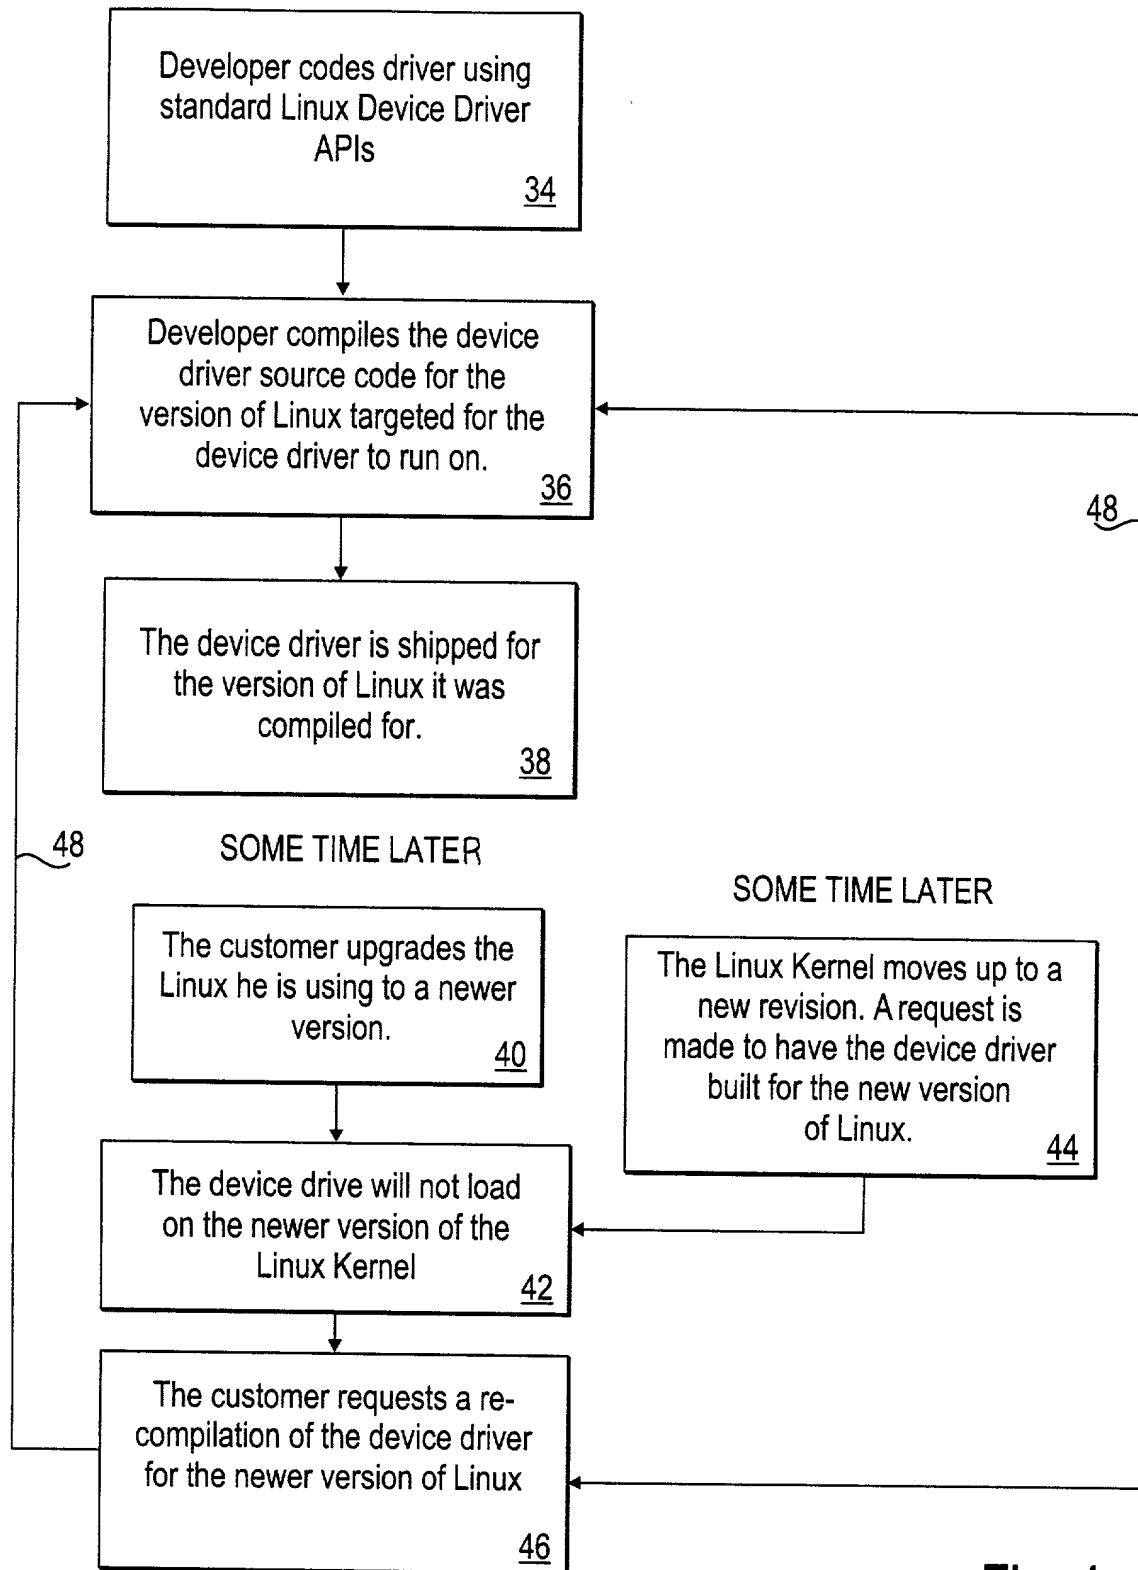 Developer codes driver using
standard Linux Device Driver
APIs
34
Developer compiles the device
driver source code for the
version of Linux targeted for the
device driver to run on.
36
48
The device driver is shipped for
the version of Linux it was
compiled for.
38
48
SOME TIME LATER
SOME TIME LATER
The customer upgrades the
Linux he is using to a newer
version.
40
The Linux Kernel moves up to a
new revision. A request is
made to have the device driver
built for the new version
of Linux.
44
The device drive will not load
on the newer version of the
Linux Kernel
42
The customer requests a re-
compilation of the device driver
for the newer version of Linux
46